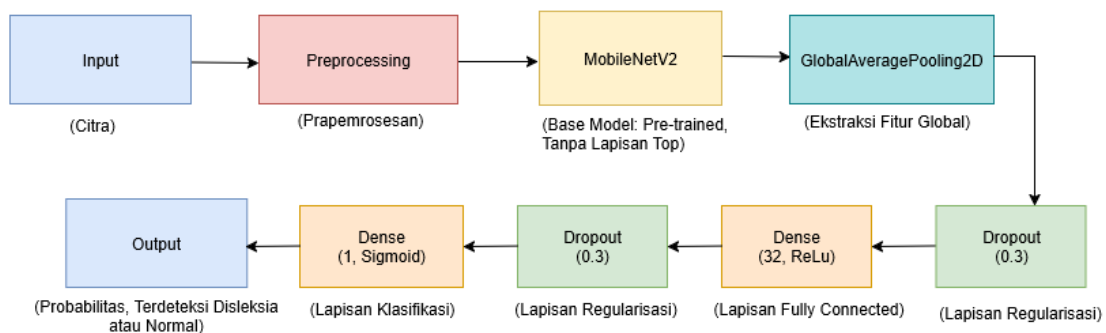 Input
(Citra)
Preprocessing
(Prapemrosesan)
MobileNetV2
(Base Model: Pre-trained,
Tanpa Lapisan Top)
GlobalAveragePooling2D
(Ekstraksi Fitur Global)
Dropout
(0.3)
(Lapisan Regularisasi)
Dense
(32, ReLu)
(Lapisan Fully Connected)
Dropout
(0.3)
(Lapisan Regularisasi)
Dense
(1, Sigmoid)
(Lapisan Klasifikasi)
Output
(Probabilitas, Terdeteksi Disleksia
atau Normal)